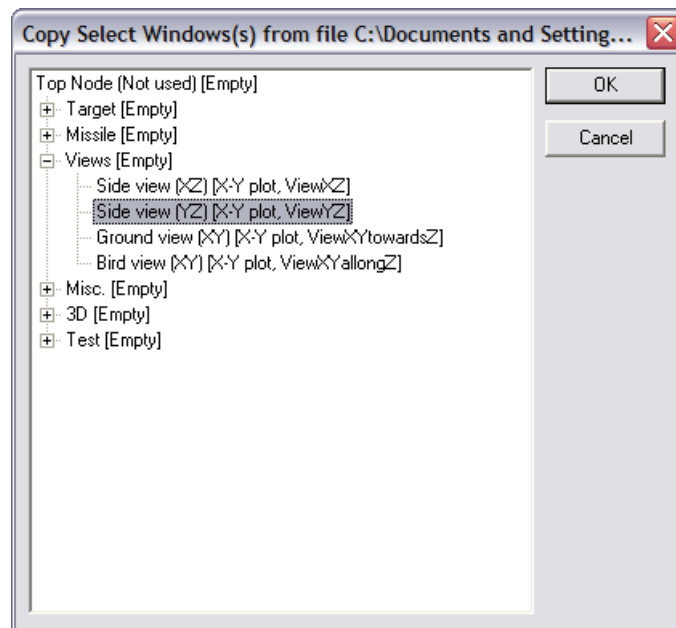 Copy Select Windows(s) from file C:\Documents and Setting...
Top Node (Not used) [Empty]
Target [Empty]
Missile [Empty]
Views [Empty]
Side view (XZ) [X-Y plot, ViewXZ]
Side view (YZ) [X-Y plot, ViewYZ]
Ground view (XY) [X-Y plot, ViewXYtowardsZ]
Bird view (XY) [X-Y plot, ViewXYallongZ]
Misc. [Empty]
3D [Empty]
Test [Empty]
OK
Cancel